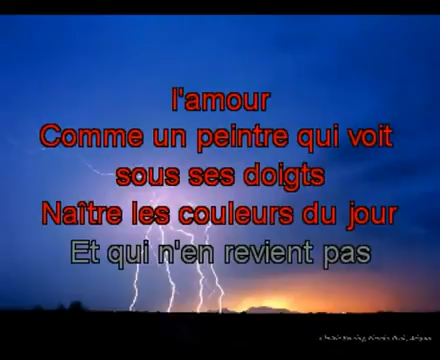 l'amour
Comme un peintre qui voit
sous ses doigts
Naître les couleurs du jour
Et qui n'en revient pas